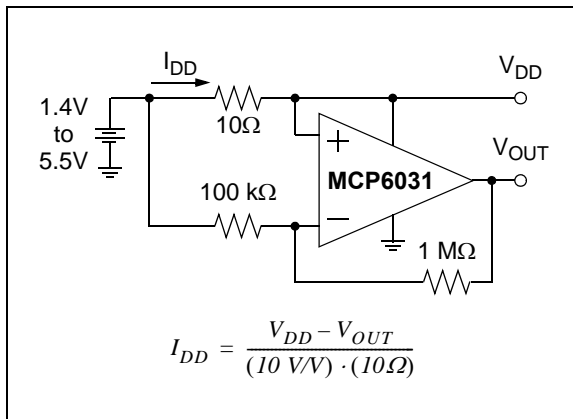 I_DD
V_DD
1.4V
to
5.5V
10Ω
+
V_OUT
MCP6031
100 kΩ
–
1 MΩ
I_DD = (V_DD – V_OUT) / ((10 V/V) · (10Ω))